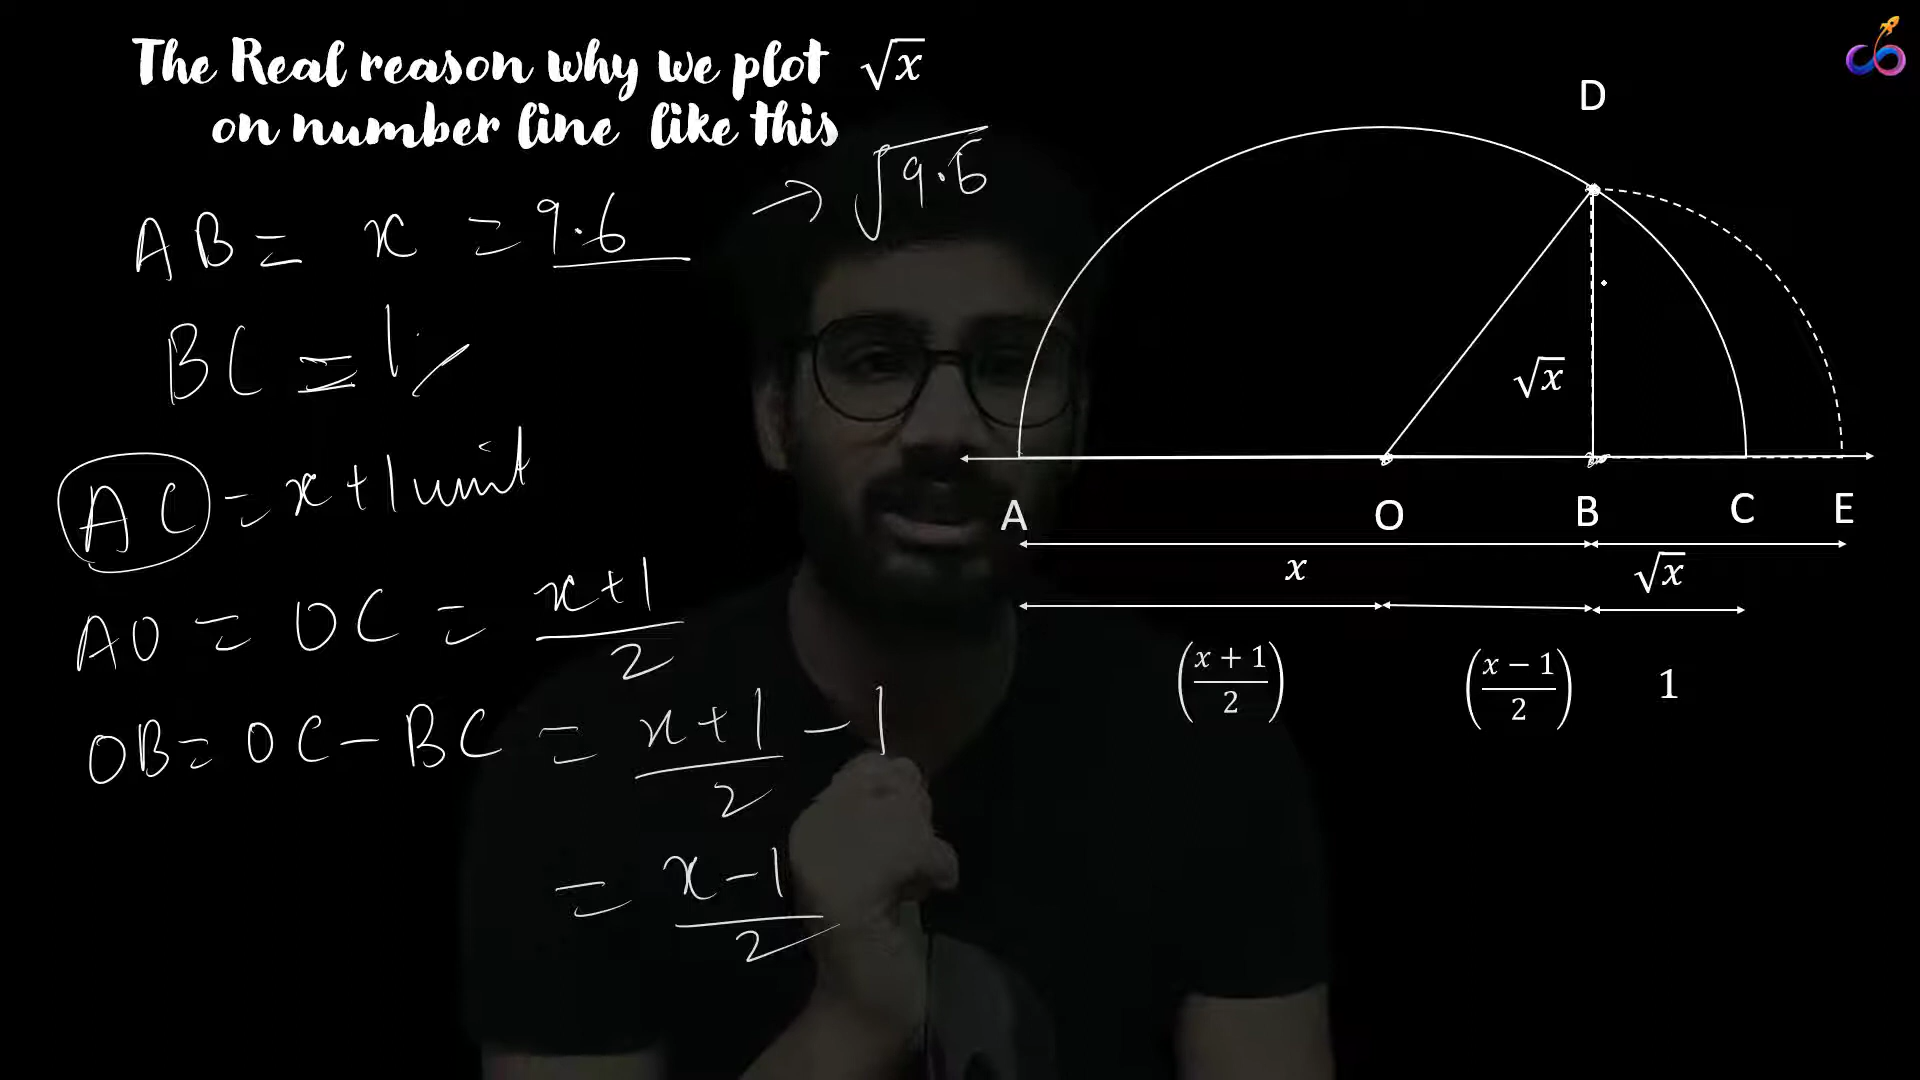 The Real reason why we plot √x
on number line like this
AB = x = 9.6 → √9.6
BC = 1
AC = x+1 unit
AO = OC = x+1/2
OB = OC - BC = x+1/2 - 1
= x-1/2
D
√x
A O B C E
x √x
(x + 1/2) (x − 1/2) 1